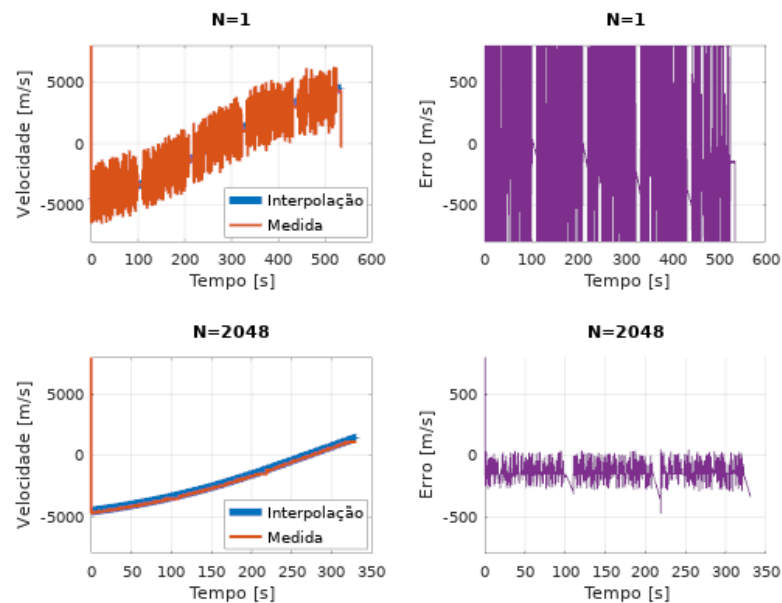 N=1
Velocidade [m/s]
5000
0
-5000
Interpolação
Medida
0 100 200 300 400 500 600
Tempo [s]
N=1
Erro [m/s]
500
0
-500
0 100 200 300 400 500 600
Tempo [s]
N=2048
Velocidade [m/s]
5000
0
-5000
Interpolação
Medida
0 50 100 150 200 250 300 350
Tempo [s]
N=2048
Erro [m/s]
500
0
-500
0 50 100 150 200 250 300 350
Tempo [s]